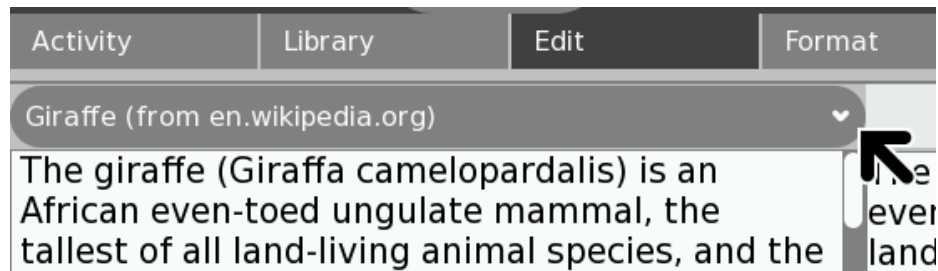 Activity
Library
Edit
Format
Giraffe (from en.wikipedia.org)
The giraffe (Giraffa camelopardalis) is an
African even-toed ungulate mammal, the
tallest of all land-living animal species, and the
land